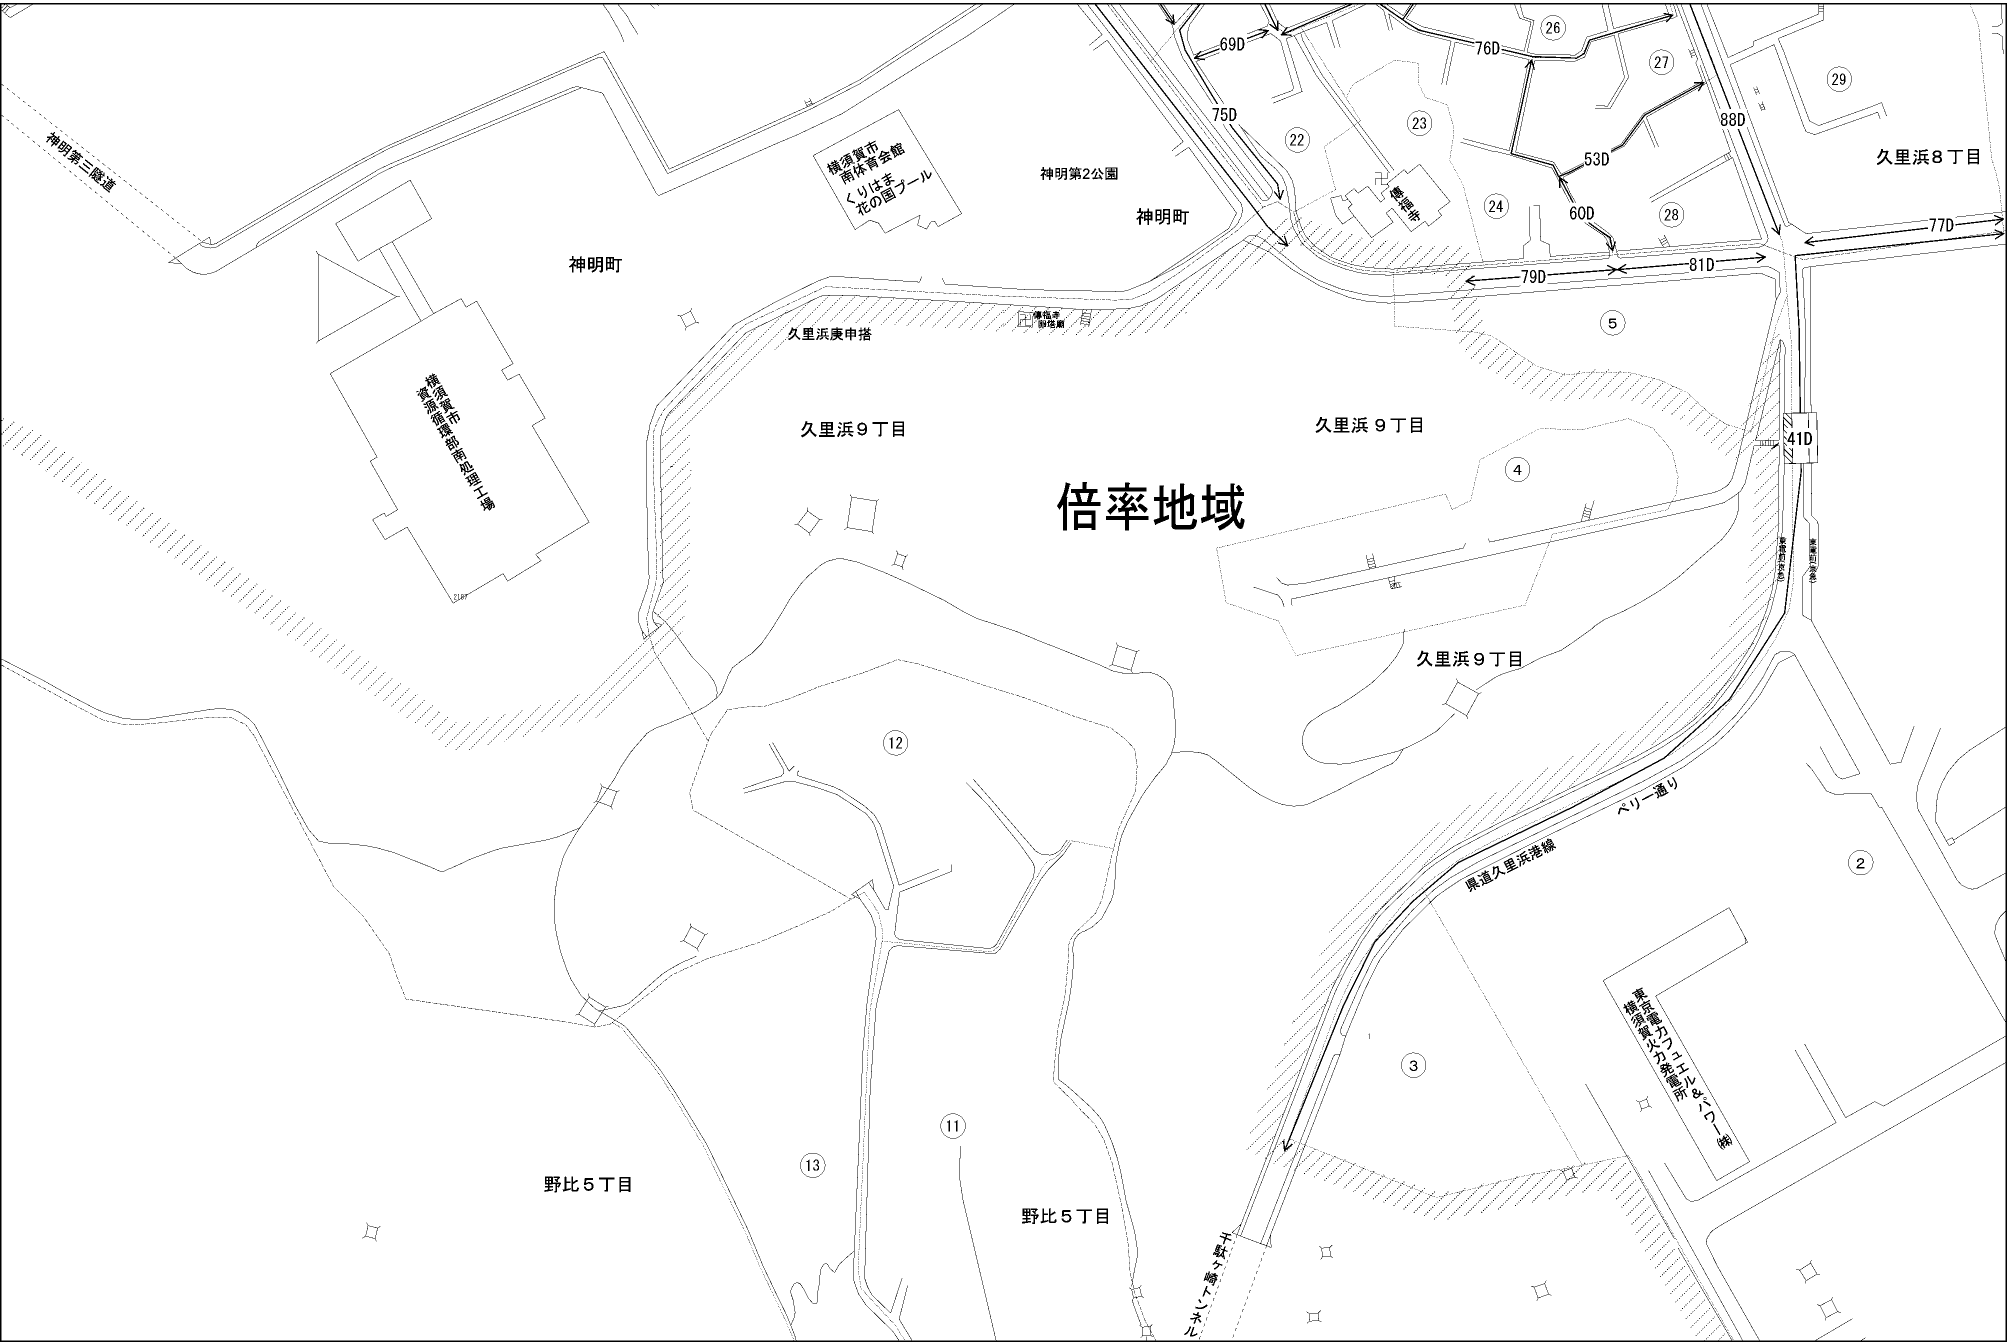 26
69D
76D
27
29
75D
88D
23
22
53D
久里浜８丁目
神明第三隧道
横須賀市
南体育会館
くりはま
花の国プール
神明第2公園
傳福寺
24
60D
28
神明町
77D
神明町
79D
81D
傳福寺
久里浜庚申搭
5
横須賀市
資源循環部南処理工場
久里浜９丁目
久里浜９丁目
41D
4
倍率地域
2187
久里浜９丁目
12
ペリー通り
県道久里浜港線
2
東京電力フュエル&パワー㈱
横須賀火力発電所
3
11
13
野比５丁目
野比５丁目
千駄ヶ崎トンネル